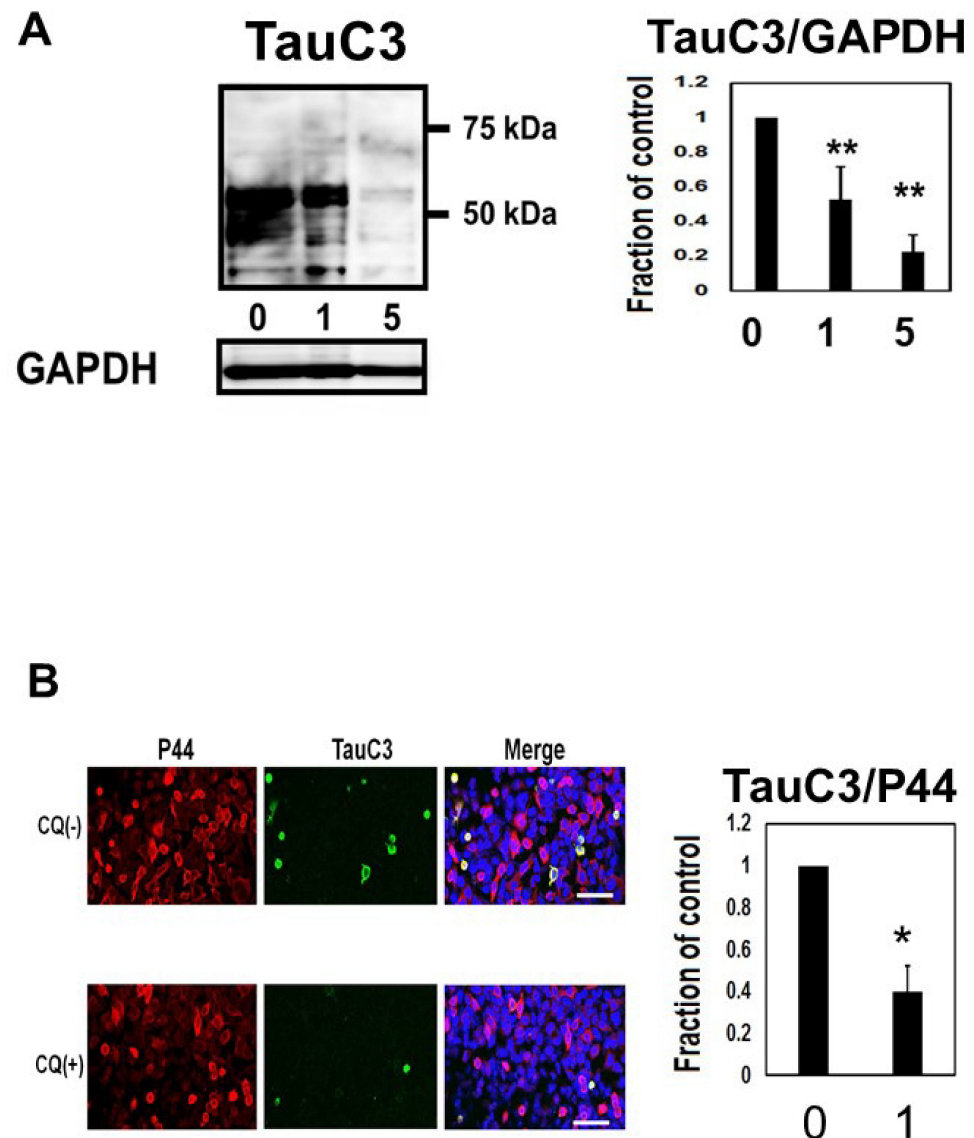 A
TauC3
75 kDa
50 kDa
0 1 5
GAPDH
TauC3/GAPDH
Fraction of control
1.2
1
0.8
0.6
0.4
0.2
0
**
**
0 1 5
B
P44 TauC3 Merge
CQ(-)
CQ(+)
TauC3/P44
Fraction of control
1.2
1
0.8
0.6
0.4
0.2
0
*
0 1